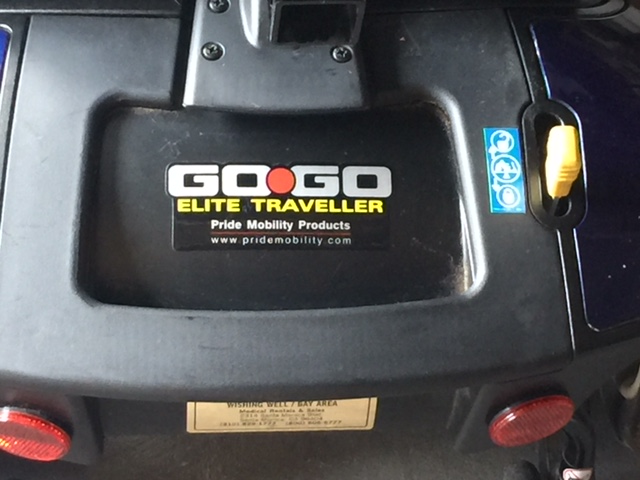 GO GO
ELITE TRAVELLER
Pride Mobility Products
www.pridemobility.com
WISHING WELL / BAY AREA
Medical Rentals & Sales